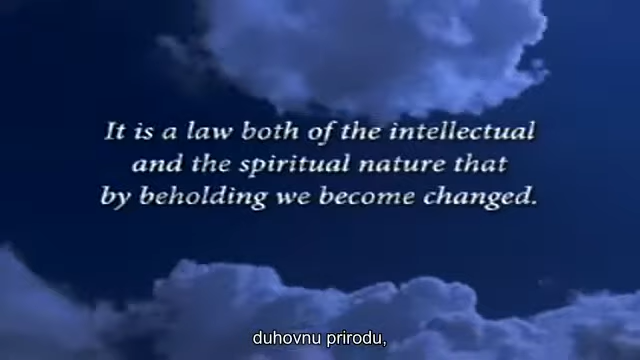 It is a law both of the intellectual
and the spiritual nature that
by beholding we become changed.
duhovnu prirodu,